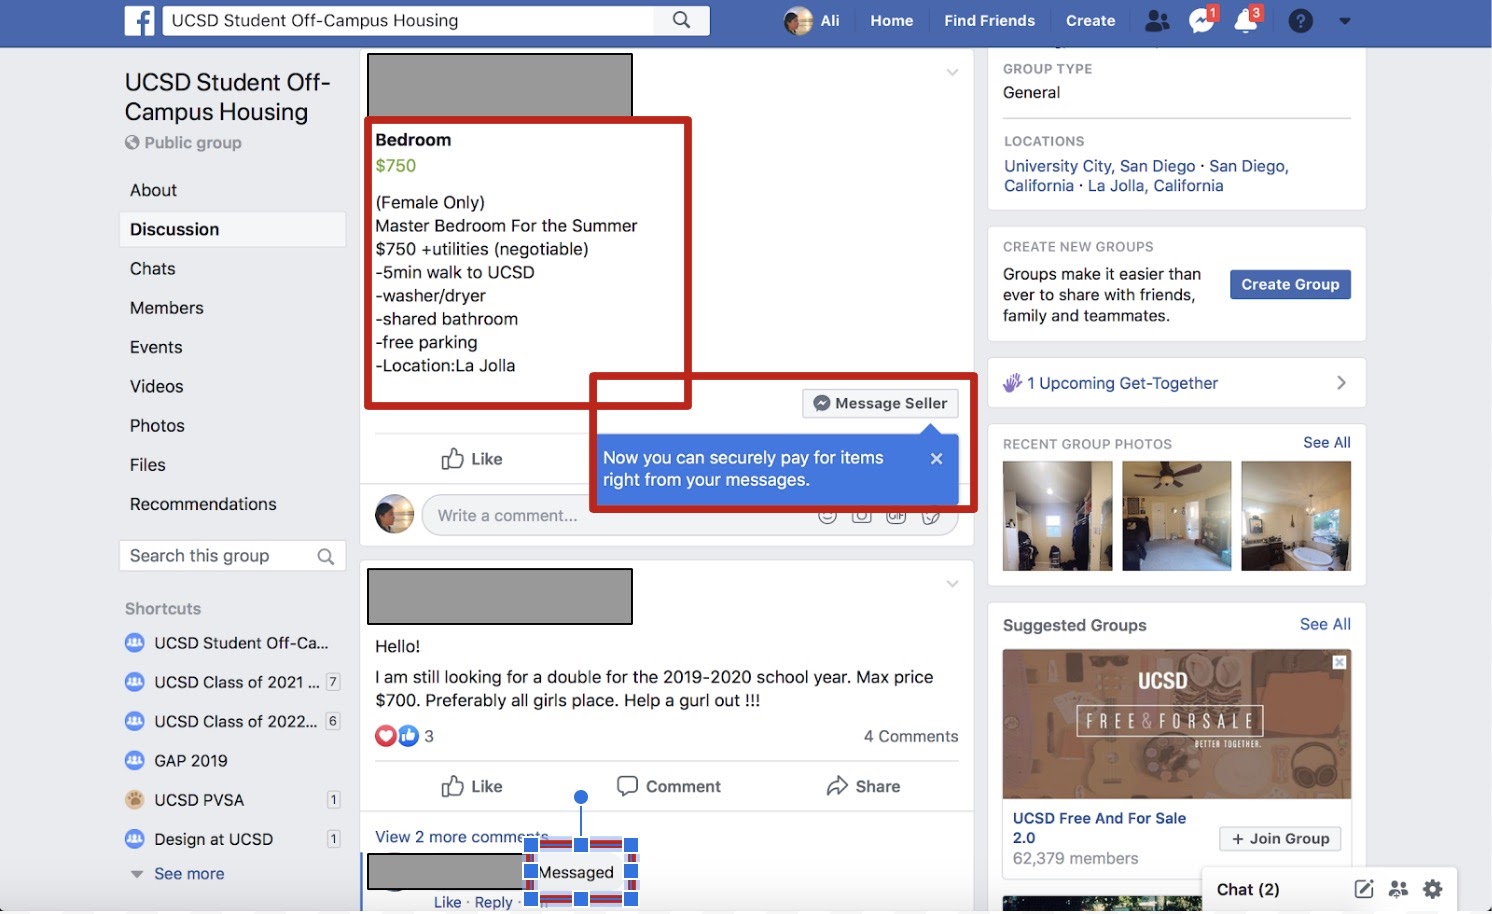 UCSD Student Off-Campus Housing
Ali
Home
Find Friends
Create
1
3
?
UCSD Student Off-
Campus Housing
Public group
About
Discussion
Chats
Members
Events
Videos
Photos
Files
Recommendations
Search this group
Shortcuts
UCSD Student Off-Ca...
UCSD Class of 2021 ... 7
UCSD Class of 2022... 6
GAP 2019
UCSD PVSA 1
Design at UCSD 1
See more
Bedroom
$750
(Female Only)
Master Bedroom For the Summer
$750 +utilities (negotiable)
-5min walk to UCSD
-washer/dryer
-shared bathroom
-free parking
-Location:La Jolla
Message Seller
Now you can securely pay for items
right from your messages.
Like
Write a comment...
GIF
Hello!
I am still looking for a double for the 2019-2020 school year. Max price
$700. Preferably all girls place. Help a gurl out !!!
3
4 Comments
Like
Comment
Share
View 2 more comments
Messaged
Like · Reply ·
GROUP TYPE
General
LOCATIONS
University City, San Diego · San Diego,
California · La Jolla, California
CREATE NEW GROUPS
Groups make it easier than
ever to share with friends,
family and teammates.
Create Group
1 Upcoming Get-Together
RECENT GROUP PHOTOS
See All
Suggested Groups
See All
UCSD
FREE&FORSALE
BETTER TOGETHER.
UCSD Free And For Sale
2.0
62,379 members
+ Join Group
Chat (2)